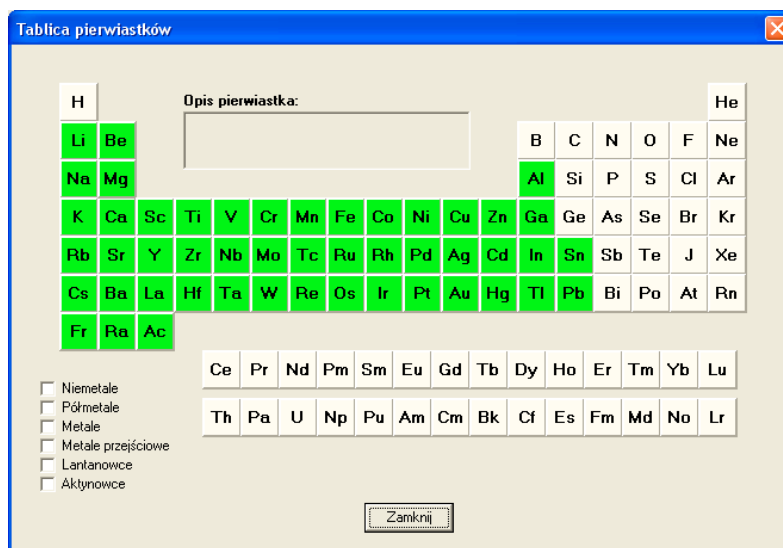 Tablica pierwiastków
H Opis pierwiastka: He
Li Be B C N O F Ne
Na Mg Al Si P S Cl Ar
K Ca Sc Ti V Cr Mn Fe Co Ni Cu Zn Ga Ge As Se Br Kr
Rb Sr Y Zr Nb Mo Tc Ru Rh Pd Ag Cd In Sn Sb Te J Xe
Cs Ba La Hf Ta W Re Os Ir Pt Au Hg Tl Pb Bi Po At Rn
Fr Ra Ac
Ce Pr Nd Pm Sm Eu Gd Tb Dy Ho Er Tm Yb Lu
Th Pa U Np Pu Am Cm Bk Cf Es Fm Md No Lr
Niemetale
Półmetale
Metale
Metale przejściowe
Lantanowce
Aktynowce
Zamknij